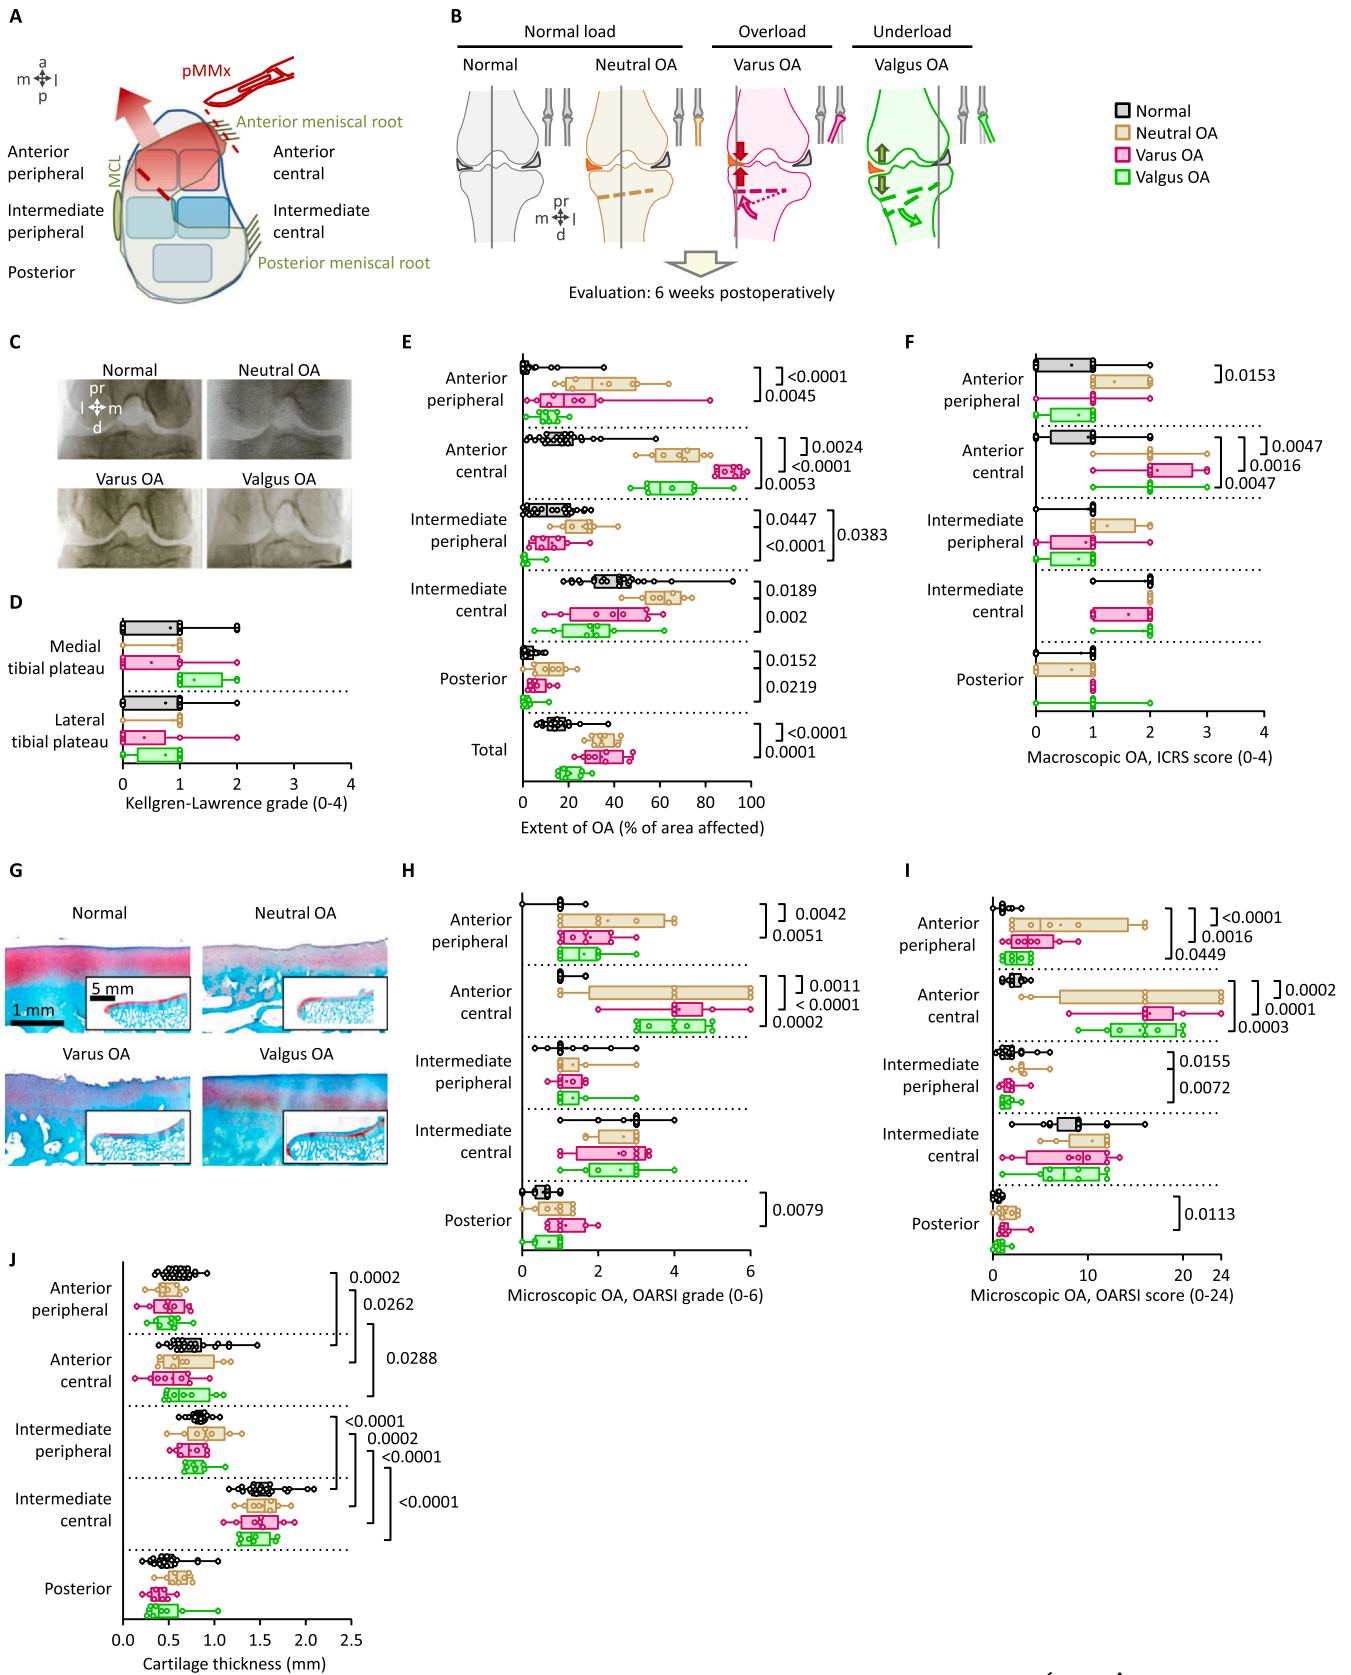 A
a
m l
p
pMMx
Anterior meniscal root
MCL
Anterior
peripheral
Anterior
central
Intermediate
peripheral
Intermediate
central
Posterior
Posterior meniscal root
B
Normal load
Overload
Underload
Normal
Neutral OA
Varus OA
Valgus OA
pr
m l
d
Evaluation: 6 weeks postoperatively
Normal
Neutral OA
Varus OA
Valgus OA
C
Normal
Neutral OA
pr
l m
d
Varus OA
Valgus OA
D
Medial
tibial plateau
Lateral
tibial plateau
0 1 2 3 4
Kellgren-Lawrence grade (0-4)
E
Anterior
peripheral
<0.0001
0.0045
Anterior
central
0.0024
<0.0001
0.0053
Intermediate
peripheral
0.0447
<0.0001
0.0383
Intermediate
central
0.0189
0.002
Posterior
0.0152
0.0219
Total
<0.0001
0.0001
0 20 40 60 80 100
Extent of OA (% of area affected)
F
Anterior
peripheral
0.0153
Anterior
central
0.0047
0.0016
0.0047
Intermediate
peripheral
Intermediate
central
Posterior
0 1 2 3 4
Macroscopic OA, ICRS score (0-4)
G
Normal
Neutral OA
5 mm
1 mm
Varus OA
Valgus OA
H
Anterior
peripheral
0.0042
0.0051
Anterior
central
0.0011
< 0.0001
0.0002
Intermediate
peripheral
Intermediate
central
Posterior
0.0079
0 2 4 6
Microscopic OA, OARSI grade (0-6)
I
Anterior
peripheral
<0.0001
0.0016
0.0449
Anterior
central
0.0002
0.0001
0.0003
Intermediate
peripheral
0.0155
0.0072
Intermediate
central
Posterior
0.0113
0 10 20 24
Microscopic OA, OARSI score (0-24)
J
Anterior
peripheral
0.0002
0.0262
Anterior
central
0.0288
Intermediate
peripheral
<0.0001
0.0002
<0.0001
Intermediate
central
<0.0001
Posterior
0.0 0.5 1.0 1.5 2.0 2.5
Cartilage thickness (mm)